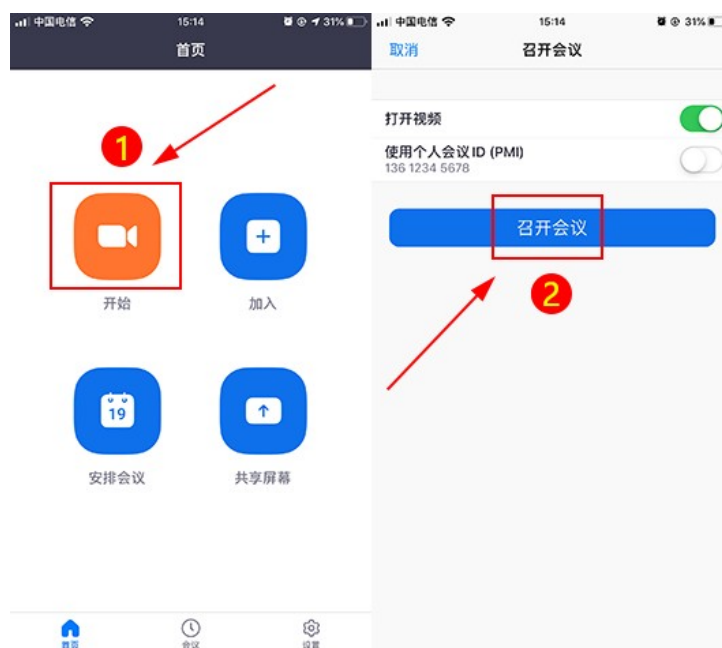 中国电信 15:14 31%
首页
1
开始 加入
19
安排会议 共享屏幕
首页 会议 设置
中国电信 15:14 31%
取消 召开会议
打开视频
使用个人会议 ID (PMI)
136 1234 5678
召开会议
2